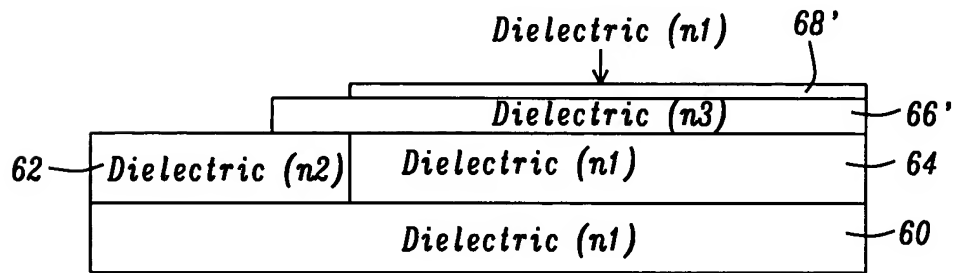 68'
Dielectric (n1)
Dielectric (n3)
66'
62
Dielectric (n2)
Dielectric (n1)
64
Dielectric (n1)
60